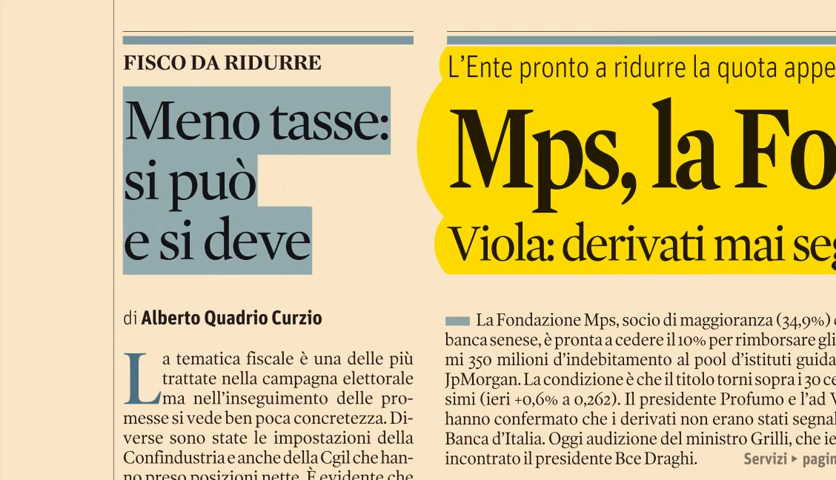 FISCO DA RIDURRE
Meno tasse:
si può
e si deve
di Alberto Quadrio Curzio
La tematica fiscale è una delle più
trattate nella campagna elettorale
ma nell'inseguimento delle pro-
messe si vede ben poca concretezza. Di-
verse sono state le impostazioni della
Confindustria e anche della Cgil che han-
no preso posizioni nette. È evidente che
L'Ente pronto a ridurre la quota
Mps, la
Viola: derivati mai
La Fondazione Mps, socio di maggioranza (34,9%)
banca senese, è pronta a cedere il 10% per rimborsare gli
mi 350 milioni d'indebitamento al pool d'istituti
JpMorgan. La condizione è che il titolo torni sopra i 30
simi (ieri +0,6% a 0,262). Il presidente Profumo e l'ad
hanno confermato che i derivati non erano stati
Banca d'Italia. Oggi audizione del ministro Grilli, che
incontrato il presidente Bce Draghi.
Servizi ▸